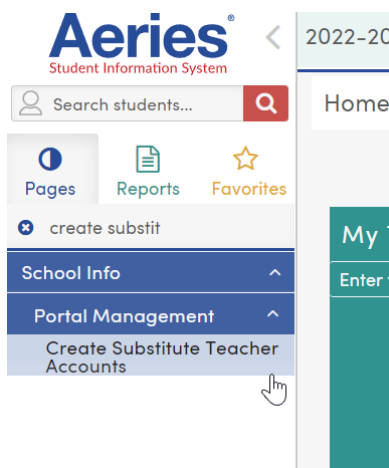 Aeries®
Student Information System
2022-20
Search students...
Home
Pages
Reports
Favorites
create substit
My
School Info
Enter
Portal Management
Create Substitute Teacher
Accounts